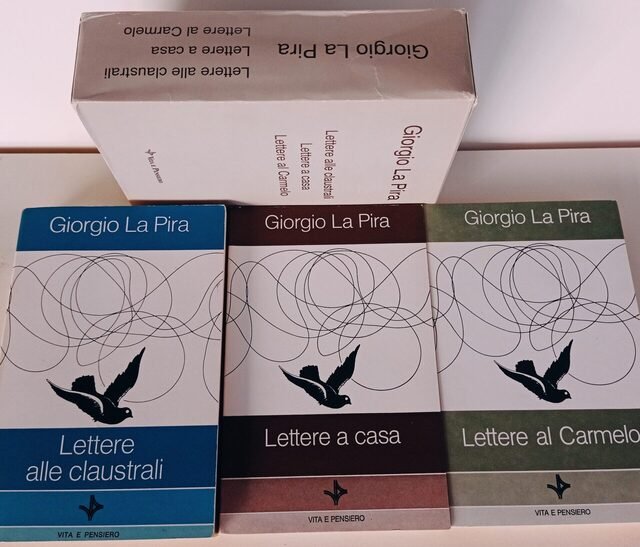 Giorgio La Pira
Lettere alle claustrali
Lettere a casa
Lettere al Carmelo
Giorgio La Pira
Lettere alle claustrali
Lettere a casa
Lettere al Carmelo
VITA E PENSIERO
Giorgio La Pira
Lettere
alle claustrali
VITA E PENSIERO
Giorgio La Pira
Lettere a casa
VITA E PENSIERO
Giorgio La Pira
Lettere al Carmelo
VITA E PENSIERO